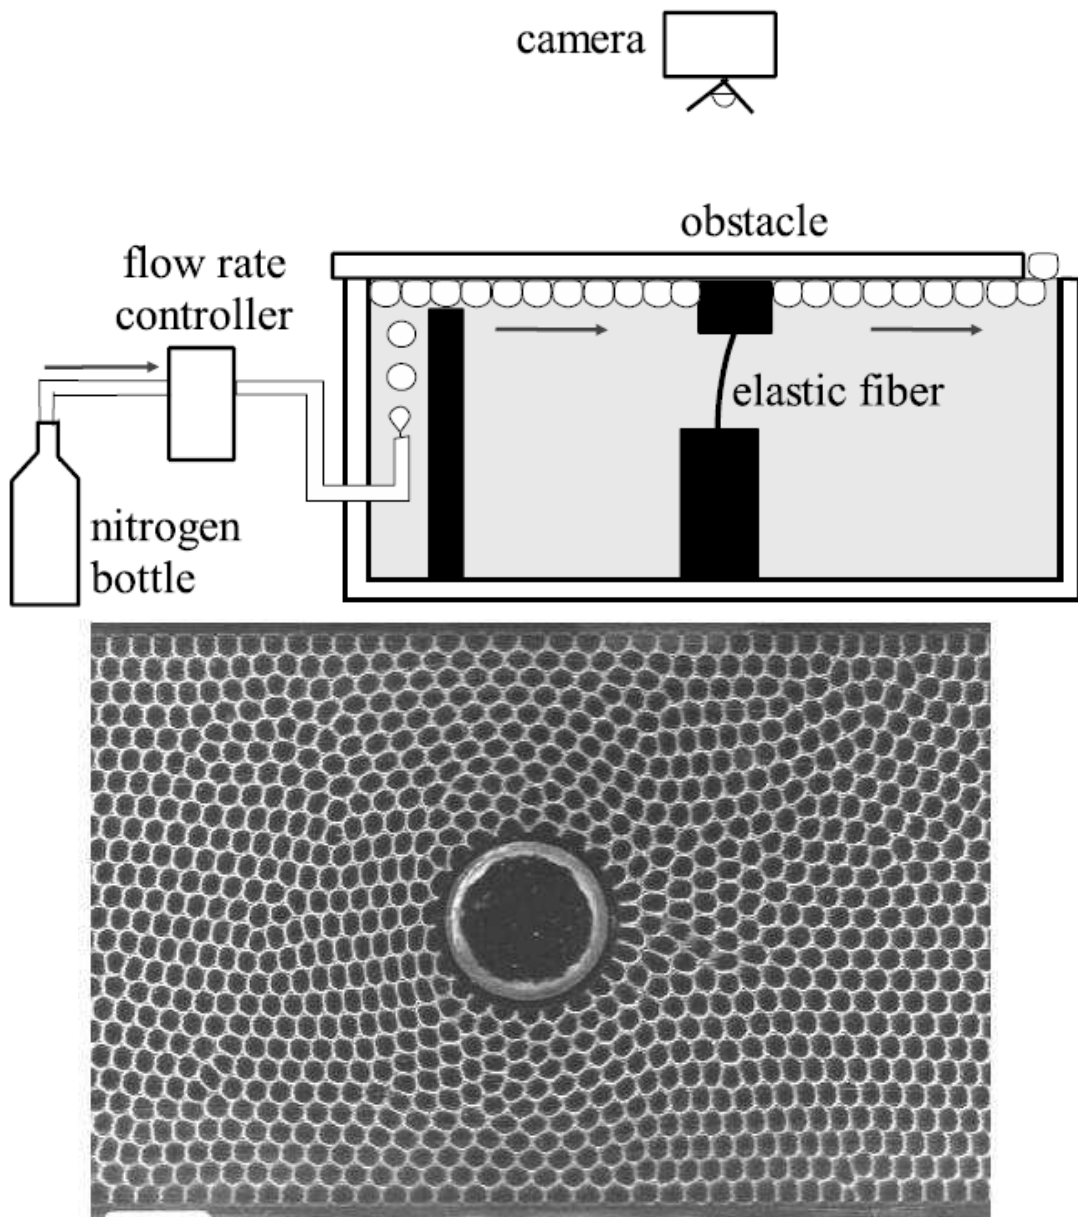 camera
obstacle
flow rate
controller
elastic fiber
nitrogen
bottle